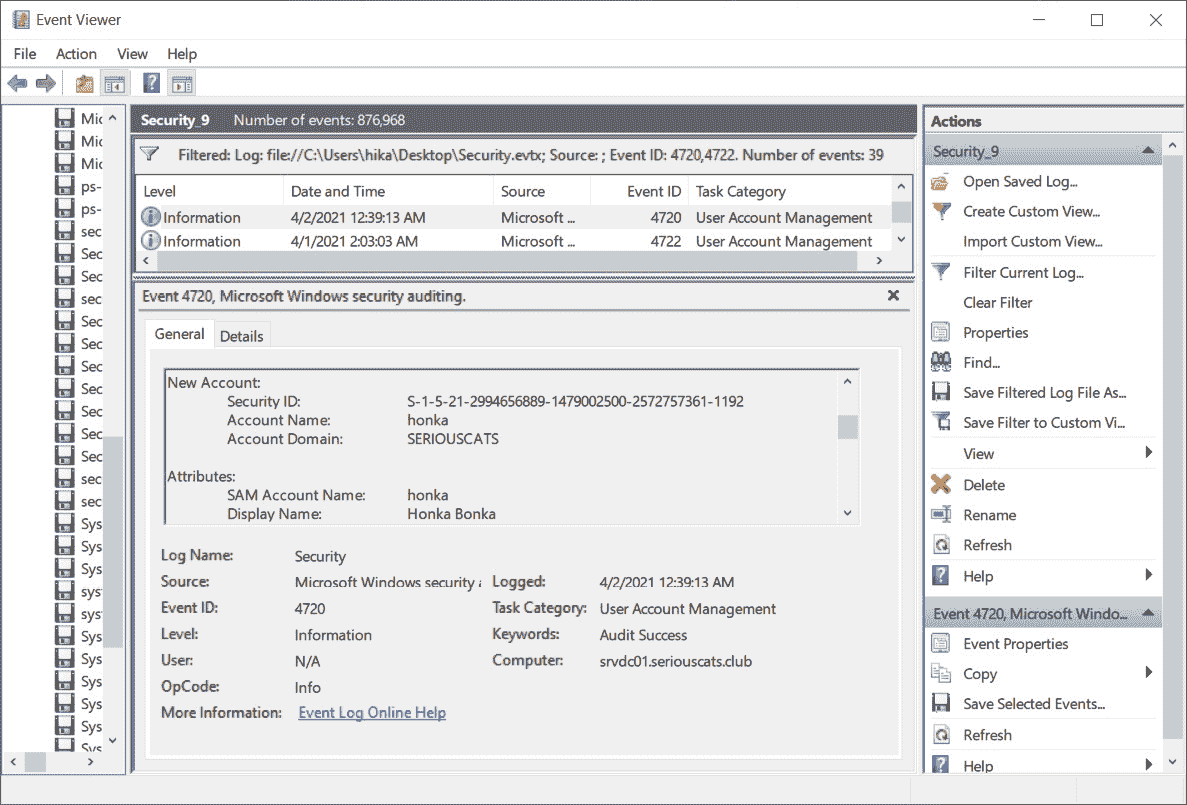 Event Viewer
File Action View Help
Mic
Mic
Mic
ps-
ps-
sec
Sec
Sec
sec
Sec
Sec
Sec
Sec
Sec
Sec
Sec
sec
sec
Sys
Sys
Sys
sys
sys
Sys
Sys
Sys
Sys
Sys
Sys
Security_9 Number of events: 876,968
Filtered: Log: file://C:\Users\hika\Desktop\Security.evtx; Source: ; Event ID: 4720,4722. Number of events: 39
Level Date and Time Source Event ID Task Category
Information 4/2/2021 12:39:13 AM Microsoft ... 4720 User Account Management
Information 4/1/2021 2:03:03 AM Microsoft ... 4722 User Account Management
Event 4720, Microsoft Windows security auditing.
General Details
New Account:
Security ID: S-1-5-21-2994656889-1479002500-2572757361-1192
Account Name: honka
Account Domain: SERIOUSCATS
Attributes:
SAM Account Name: honka
Display Name: Honka Bonka
Log Name: Security
Source: Microsoft Windows security Logged: 4/2/2021 12:39:13 AM
Event ID: 4720 Task Category: User Account Management
Level: Information Keywords: Audit Success
User: N/A Computer: srvdc01.seriouscats.club
OpCode: Info
More Information: Event Log Online Help
Actions
Security_9
Open Saved Log...
Create Custom View...
Import Custom View...
Filter Current Log...
Clear Filter
Properties
Find...
Save Filtered Log File As...
Save Filter to Custom Vi...
View
Delete
Rename
Refresh
Help
Event 4720, Microsoft Windo...
Event Properties
Copy
Save Selected Events...
Refresh
Help